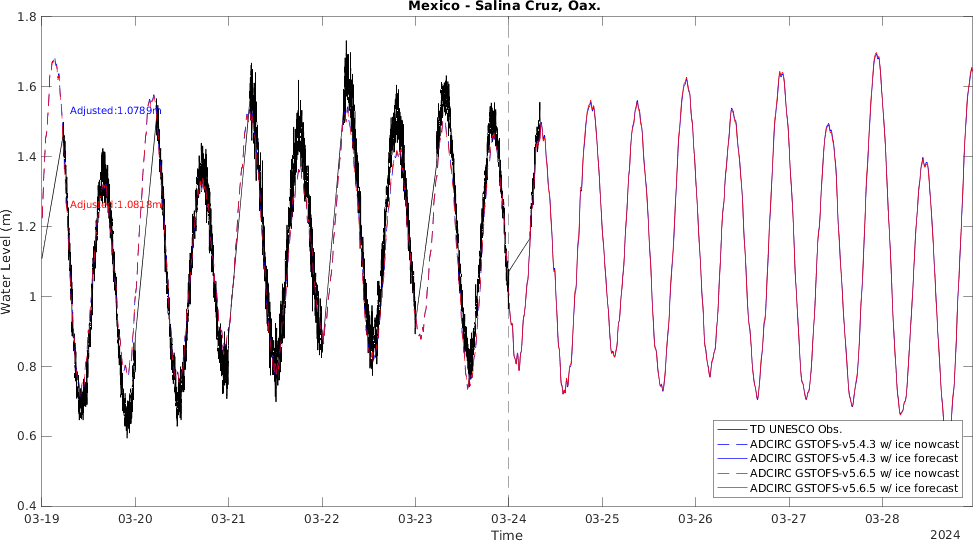 Mexico - Salina Cruz, Oax.
1.8
1.6
1.4
1.2
1
0.8
0.6
0.4
Water Level (m)
Adjusted:1.0789m
Adjusted:1.0818m
TD UNESCO Obs.
ADCIRC GSTOFS-v5.4.3 w/ ice nowcast
ADCIRC GSTOFS-v5.4.3 w/ ice forecast
ADCIRC GSTOFS-v5.6.5 w/ ice nowcast
ADCIRC GSTOFS-v5.6.5 w/ ice forecast
03-19 03-20 03-21 03-22 03-23 03-24 03-25 03-26 03-27 03-28
Time
2024